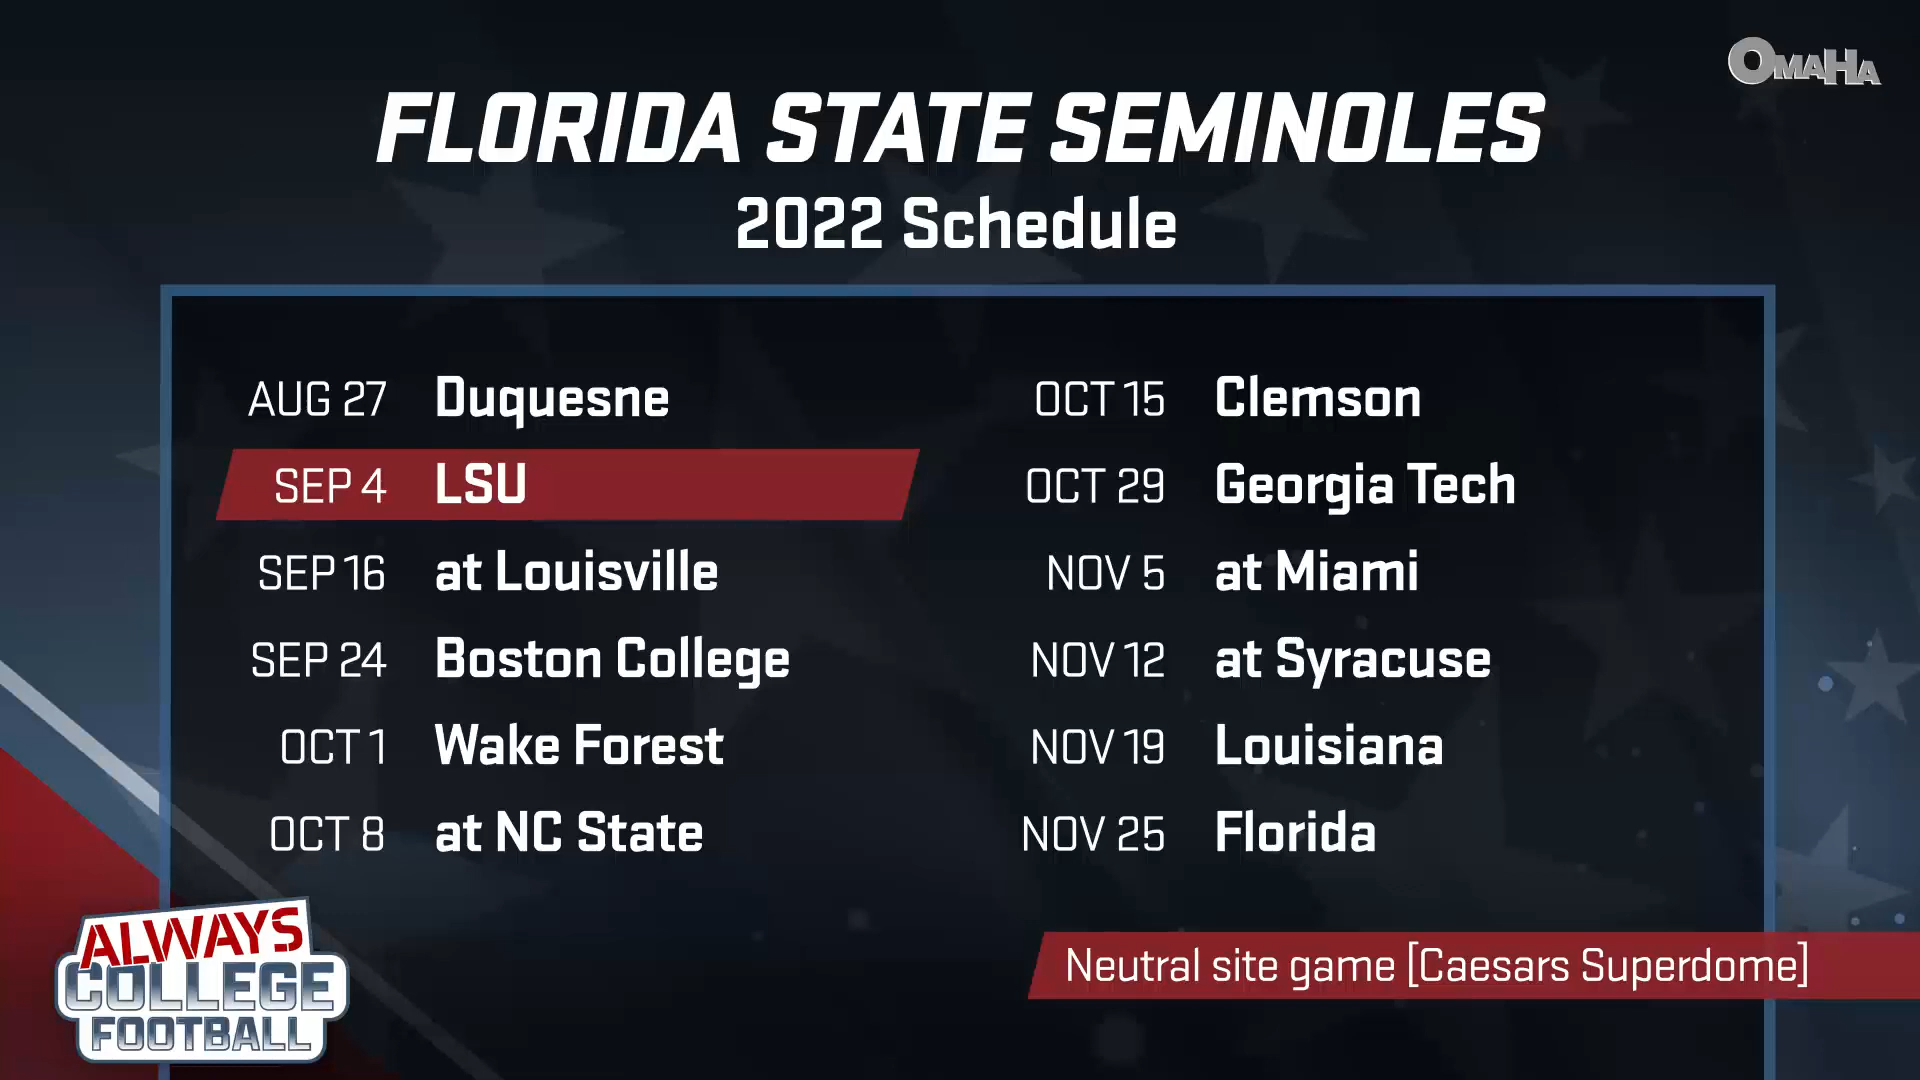 OMAHA
FLORIDA STATE SEMINOLES
2022 Schedule
AUG 27 Duquesne
SEP 4 LSU
SEP 16 at Louisville
SEP 24 Boston College
OCT 1 Wake Forest
OCT 8 at NC State
OCT 15 Clemson
OCT 29 Georgia Tech
NOV 5 at Miami
NOV 12 at Syracuse
NOV 19 Louisiana
NOV 25 Florida
Neutral site game [Caesars Superdome]
ALWAYS
COLLEGE
FOOTBALL